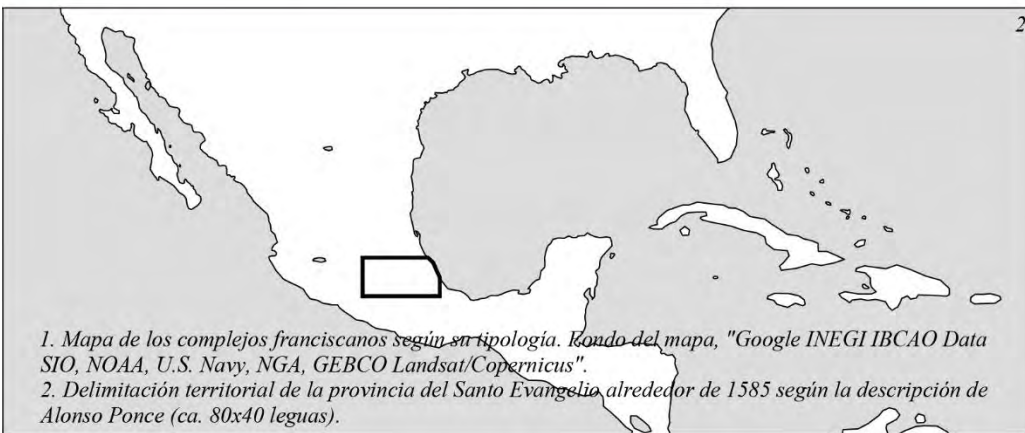 2
1. Mapa de los complejos franciscanos según sn tipología. Fondo del mapa, "Google INEGI IBCAO Data
SIO, NOAA, U.S. Navy, NGA, GEBCO Landsat/Copernicus".
2. Delimitación territorial de la provincia del Santo Evangelio alrededor de 1585 según la descripción de
Alonso Ponce (ca. 80x40 leguas).